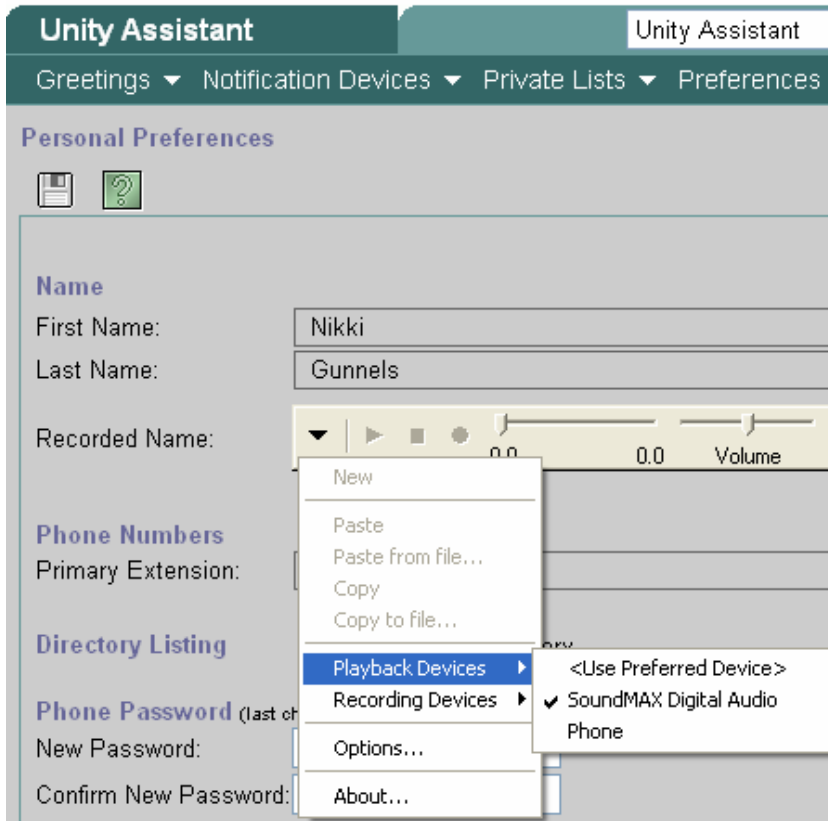 Unity Assistant
Unity Assistant
Greetings Notification Devices Private Lists Preferences
Personal Preferences
Name
First Name: Nikki
Last Name: Gunnels
Recorded Name:
0.0 0.0 Volume
New
Paste
Paste from file...
Copy
Copy to file...
Playback Devices
Recording Devices
Options...
About...
<Use Preferred Device>
SoundMAX Digital Audio
Phone
Phone Numbers
Primary Extension:
Directory Listing
Phone Password (last ch
New Password:
Confirm New Password: